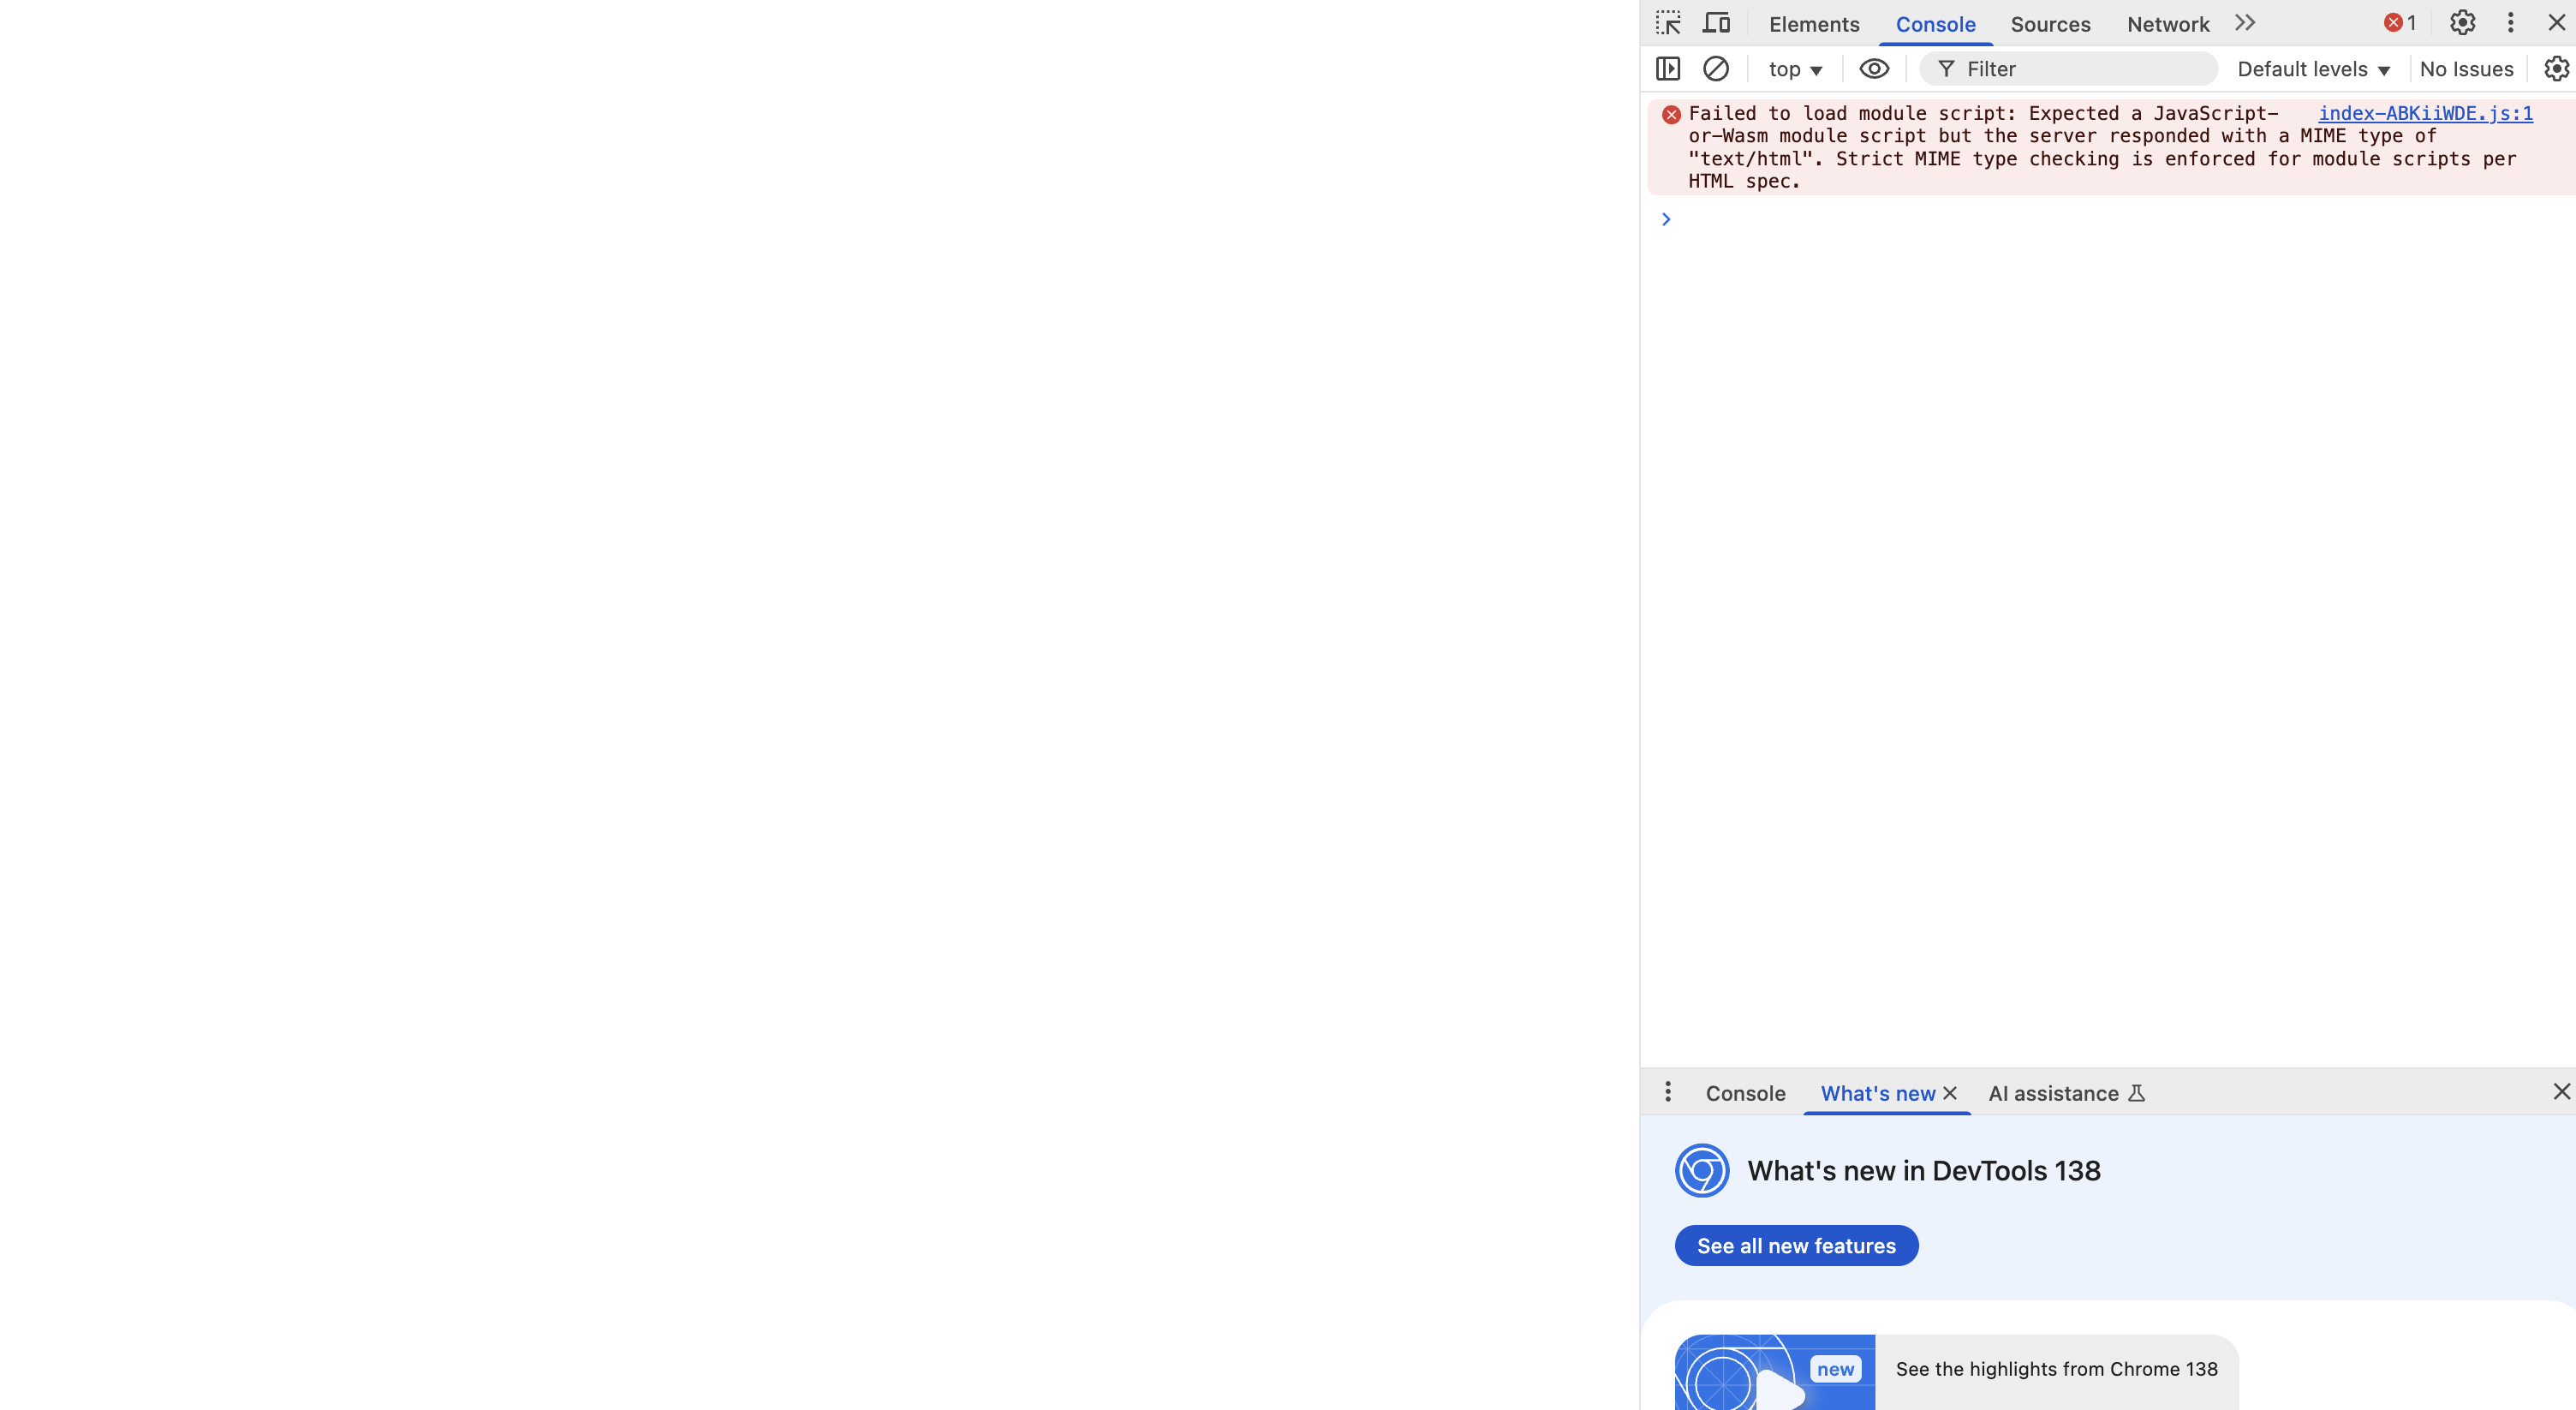 Elements Console Sources Network 1
top Filter Default levels No Issues
Failed to load module script: Expected a JavaScript- index-ABKiiWDE.js:1
or-Wasm module script but the server responded with a MIME type of
"text/html". Strict MIME type checking is enforced for module scripts per
HTML spec.
Console What's new AI assistance
What's new in DevTools 138
See all new features
new See the highlights from Chrome 138